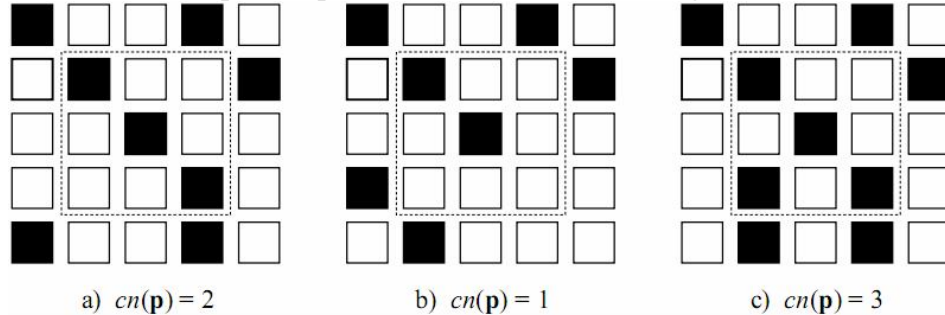 a) cn(p) = 2
b) cn(p) = 1
c) cn(p) = 3